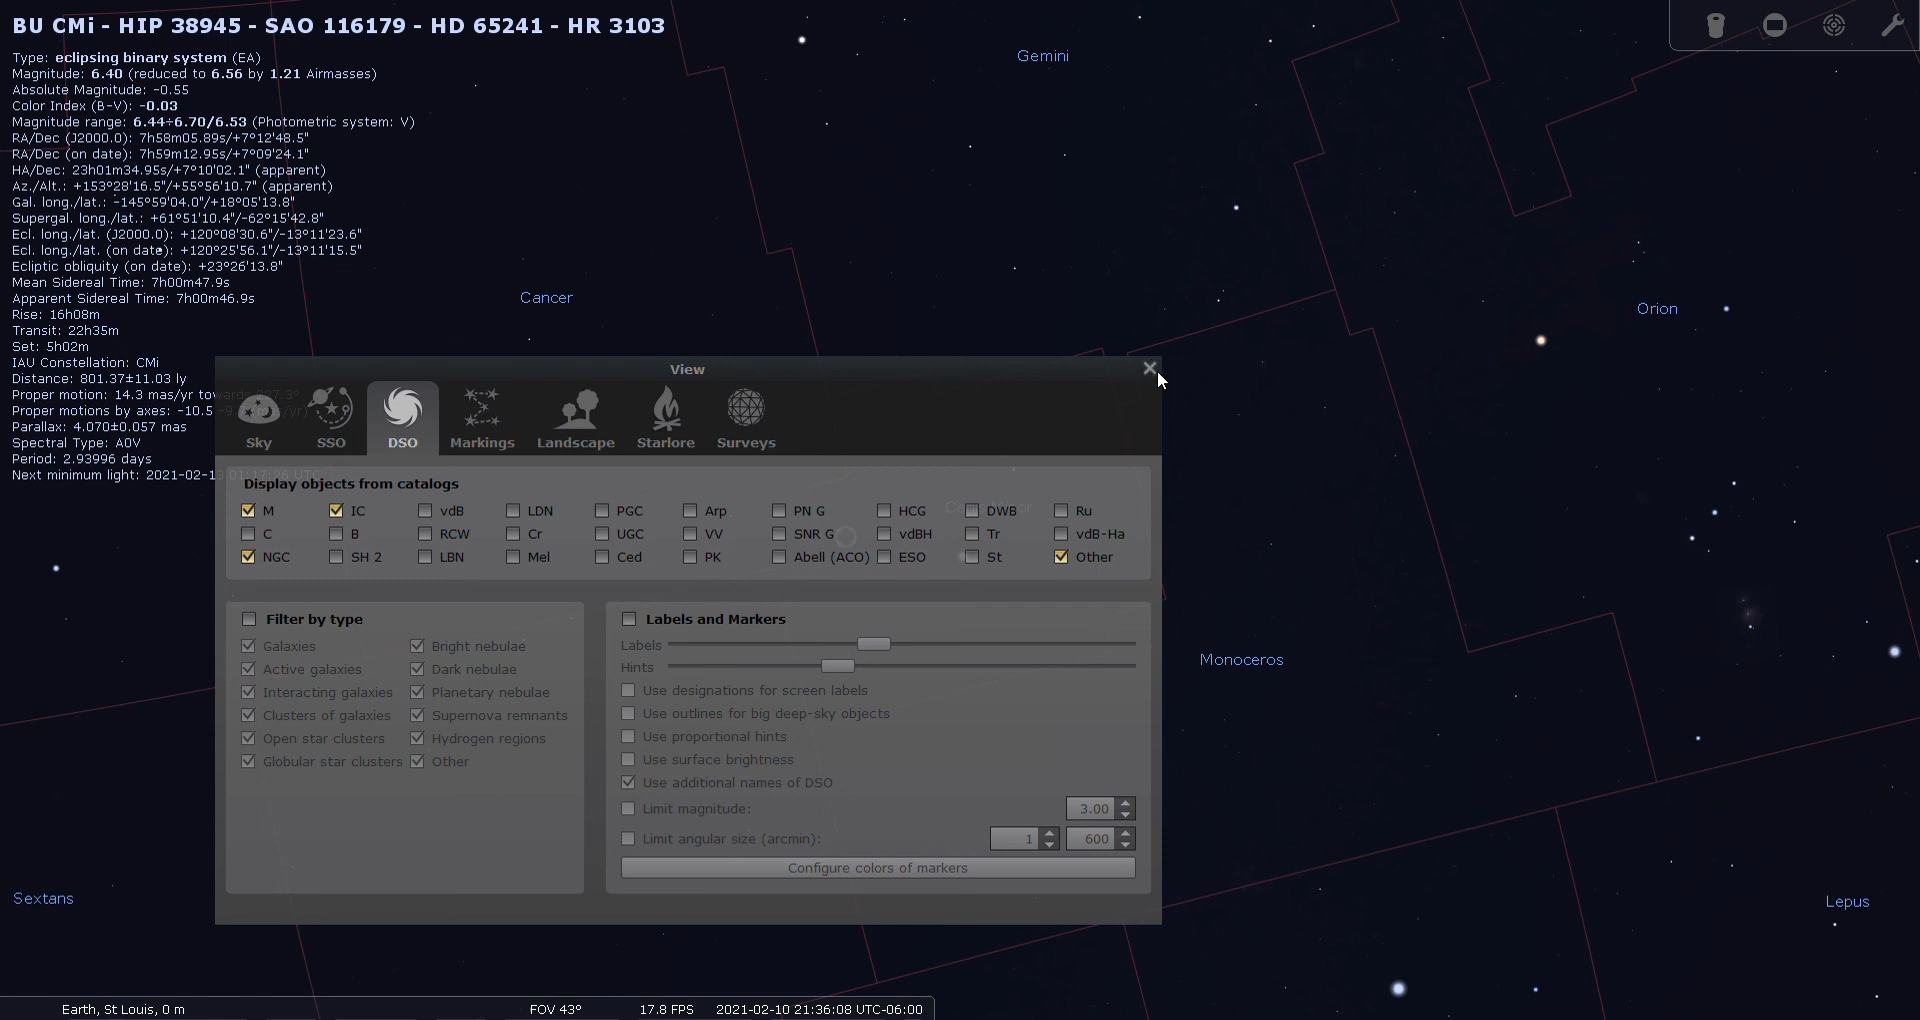 BU CMi - HIP 38945 - SAO 116179 - HD 65241 - HR 3103
Type: eclipsing binary system (EA)
Magnitude: 6.40 (reduced to 6.56 by 1.21 Airmasses)
Absolute Magnitude: -0.55
Color Index (B-V): -0.03
Magnitude range: 6.44÷6.70/6.53 (Photometric system: V)
RA/Dec (J2000.0): 7h58m05.89s/+7°12'48.5"
RA/Dec (on date): 7h59m12.95s/+7°09'24.1"
HA/Dec: 23h01m34.95s/+7°10'02.1" (apparent)
Az./Alt.: +153°28'16.5"/+55°56'10.7" (apparent)
Gal. long./lat.: -145°59'04.0"/+18°05'13.8"
Supergal. long./lat.: +61°51'10.4"/-62°15'42.8"
Ecl. long./lat. (J2000.0): +120°08'30.6"/-13°11'23.6"
Ecl. long./lat. (on date): +120°25'56.1"/-13°11'15.5"
Ecliptic obliquity (on date): +23°26'13.8"
Mean Sidereal Time: 7h00m47.9s
Apparent Sidereal Time: 7h00m46.9s
Rise: 16h08m
Transit: 22h35m
Set: 5h02m
IAU Constellation: CMi
Distance: 801.37±11.03 ly
Proper motion: 14.3 mas/yr towards
Proper motions by axes: -10.5 (mas/yr)
Parallax: 4.070±0.057 mas
Spectral Type: A0V
Period: 2.93996 days
Next minimum light: 2021-02-13 01:17:26 UTC
Gemini
Cancer
Orion
Monoceros
Sextans
Lepus
View
Sky SSO DSO Markings Landscape Starlore Surveys
Display objects from catalogs
M IC vdB LDN PGC Arp PN G HCG DWB Ru
C B RCW Cr UGC VV SNR G vdBH Tr vdB-Ha
NGC SH 2 LBN Mel Ced PK Abell (ACO) ESO St Other
Filter by type
Galaxies Bright nebulae
Active galaxies Dark nebulae
Interacting galaxies Planetary nebulae
Clusters of galaxies Supernova remnants
Open star clusters Hydrogen regions
Globular star clusters Other
Labels and Markers
Labels
Hints
Use designations for screen labels
Use outlines for big deep-sky objects
Use proportional hints
Use surface brightness
Use additional names of DSO
Limit magnitude: 3.00
Limit angular size (arcmin): 1 600
Configure colors of markers
Earth, St Louis, 0 m FOV 43° 17.8 FPS 2021-02-10 21:36:08 UTC-06:00